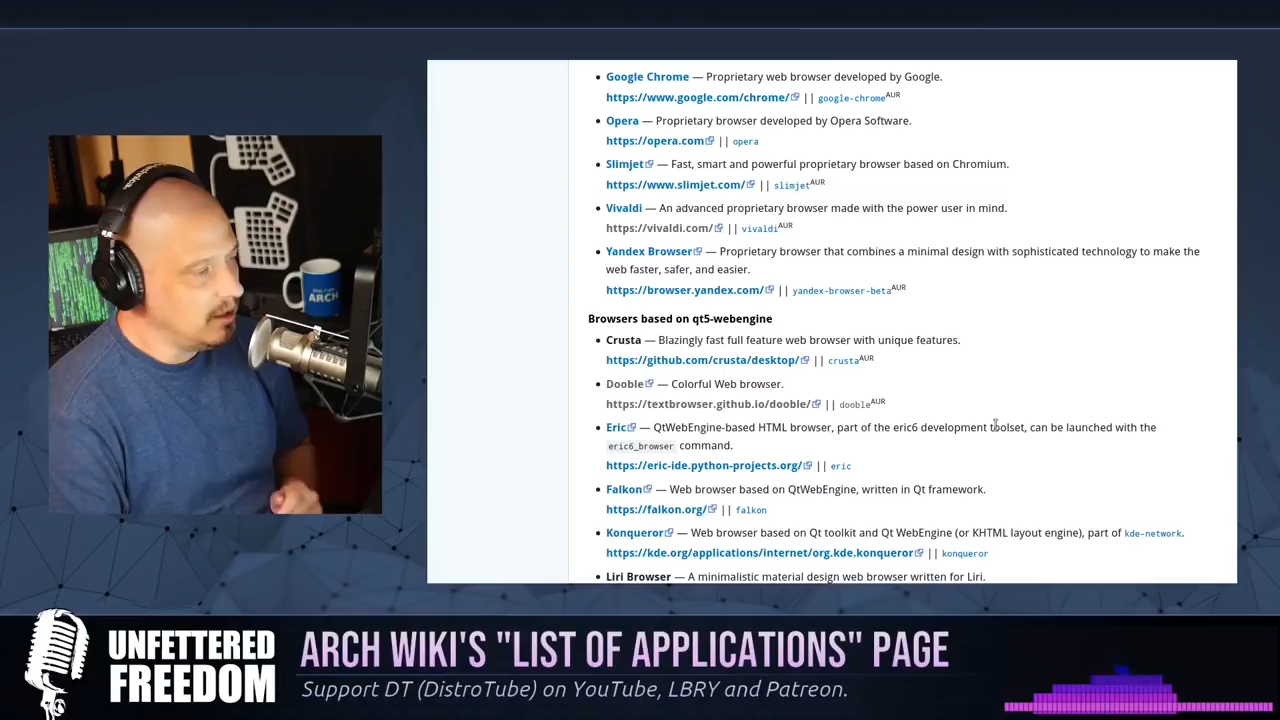 Google Chrome — Proprietary web browser developed by Google.
https://www.google.com/chrome/ || google-chromeAUR
Opera — Proprietary browser developed by Opera Software.
https://opera.com || opera
Slimjet — Fast, smart and powerful proprietary browser based on Chromium.
https://www.slimjet.com/ || slimjetAUR
Vivaldi — An advanced proprietary browser made with the power user in mind.
https://vivaldi.com/ || vivaldiAUR
Yandex Browser — Proprietary browser that combines a minimal design with sophisticated technology to make the
web faster, safer, and easier.
https://browser.yandex.com/ || yandex-browser-betaAUR
Browsers based on qt5-webengine
Crusta — Blazingly fast full feature web browser with unique features.
https://github.com/crusta/desktop/ || crustaAUR
Dooble — Colorful Web browser.
https://textbrowser.github.io/dooble/ || doobleAUR
Eric — QtWebEngine-based HTML browser, part of the eric6 development toolset, can be launched with the
eric6_browser command.
https://eric-ide.python-projects.org/ || eric
Falkon — Web browser based on QtWebEngine, written in Qt framework.
https://falkon.org/ || falkon
Konqueror — Web browser based on Qt toolkit and Qt WebEngine (or KHTML layout engine), part of kde-network.
https://kde.org/applications/internet/org.kde.konqueror || konqueror
Liri Browser — A minimalistic material design web browser written for Liri.
ARCH
UNFETTERED
FREEDOM
ARCH WIKI'S "LIST OF APPLICATIONS" PAGE
Support DT (DistroTube) on YouTube, LBRY and Patreon.